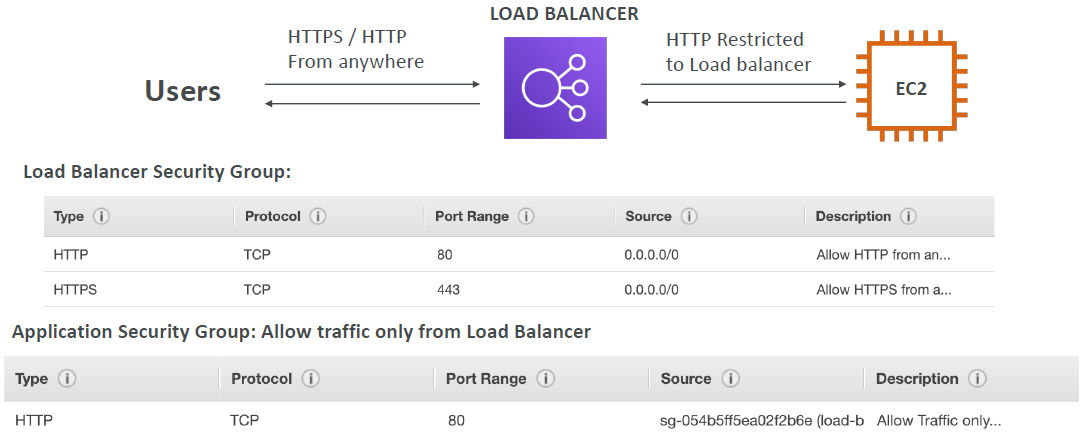 LOAD BALANCER
HTTPS / HTTP
From anywhere
HTTP Restricted
to Load balancer
Users
EC2
Load Balancer Security Group:
Type Protocol Port Range Source Description
HTTP TCP 80 0.0.0.0/0 Allow HTTP from an...
HTTPS TCP 443 0.0.0.0/0 Allow HTTPS from a...
Application Security Group: Allow traffic only from Load Balancer
Type Protocol Port Range Source Description
HTTP TCP 80 sg-054b5ff5ea02f2b6e (load-b Allow Traffic only...